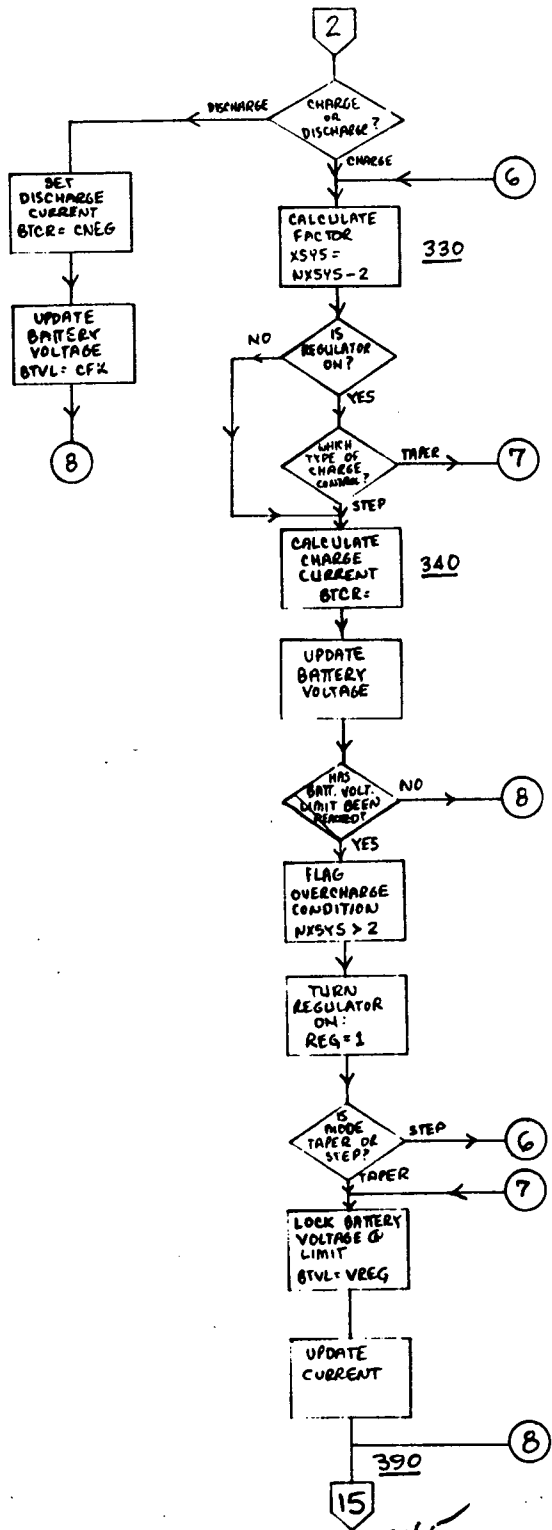 2
CHARGE
OR
DISCHARGE?
DISCHARGE
CHARGE
6
SET
DISCHARGE
CURRENT
BTCR= CNEG
UPDATE
BATTERY
VOLTAGE
BTVL= CFX
8
CALCULATE
FACTOR
XSYS=
NXSYS-2
330
IS
REGULATOR
ON?
NO
YES
WHICH
TYPE OF
CHARGE
CONTROL?
TAPER
7
STEP
CALCULATE
CHARGE
CURRENT
BTCR=
340
UPDATE
BATTERY
VOLTAGE
HAS
BATT. VOLT.
LIMIT BEEN
REACHED?
NO
8
YES
FLAG
OVERCHARGE
CONDITION
NXSYS > 2
TURN
REGULATOR
ON:
REG=1
IS
MODE
TAPER OR
STEP?
STEP
6
TAPER
7
LOCK BATTERY
VOLTAGE @
LIMIT
BTVL= VREG
UPDATE
CURRENT
8
390
15